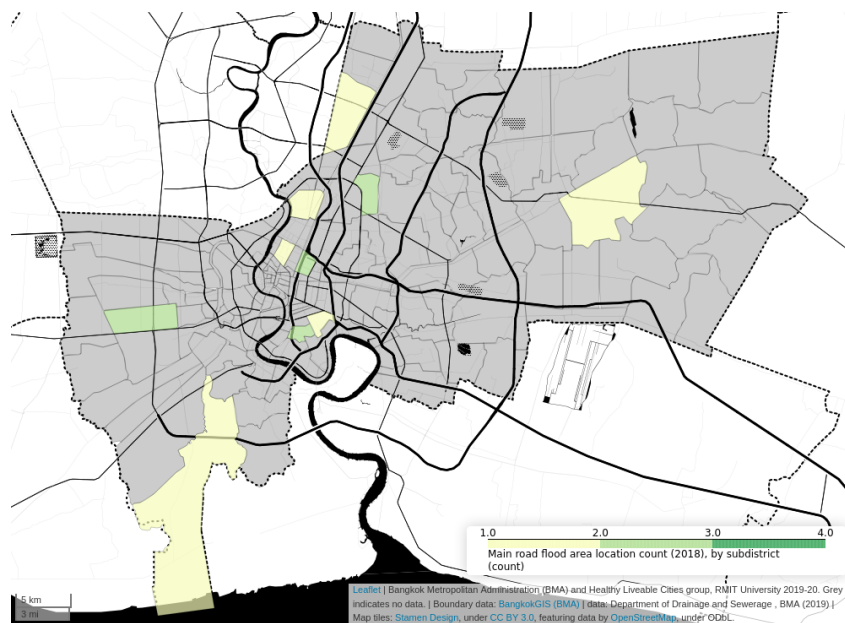 1.0 2.0 3.0 4.0
Main road flood area location count (2018), by subdistrict
(count)
5 km
3 mi
Leaflet | Bangkok Metropolitan Administration (BMA) and Healthy Liveable Cities group, RMIT University 2019-20. Grey
indicates no data. | Boundary data: BangkokGIS (BMA) | data: Department of Drainage and Sewerage , BMA (2019) |
Map tiles: Stamen Design, under CC BY 3.0, featuring data by OpenStreetMap, under ODbL.